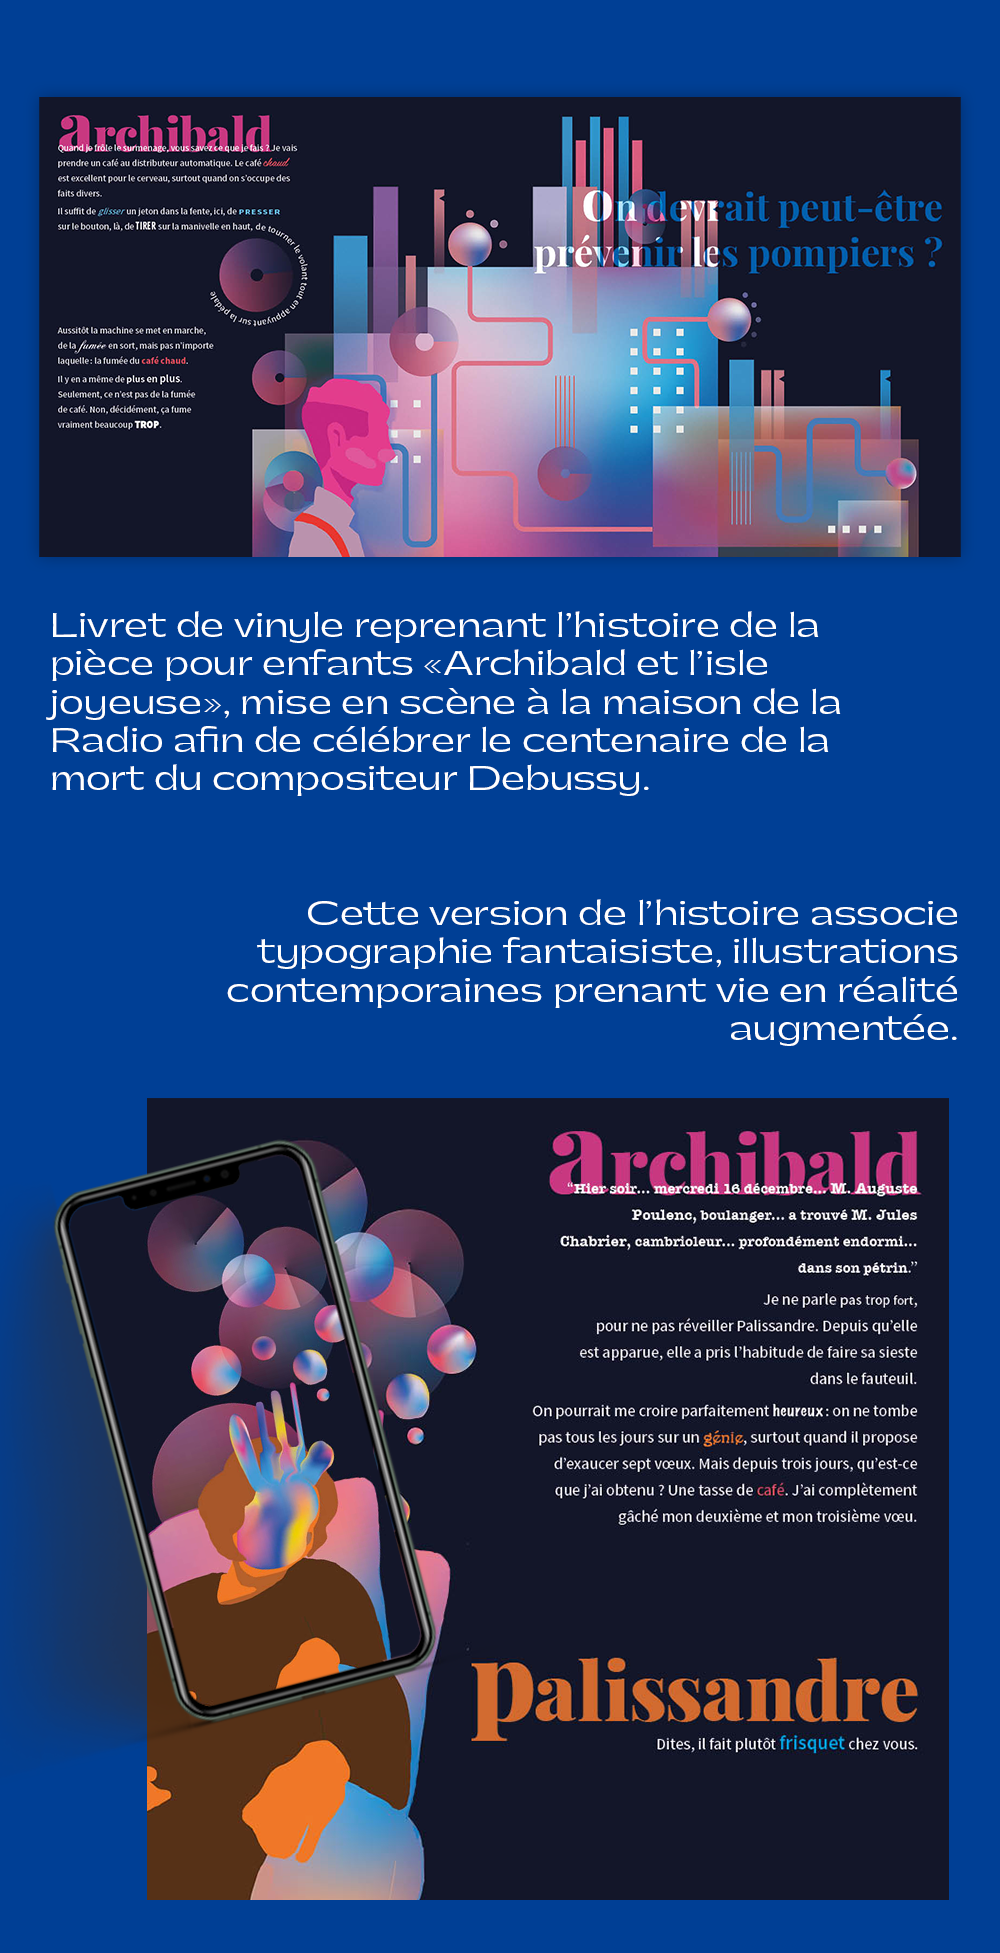 archibald
Quand je frôle le surmenage, vous savez ce que je fais ? Je vais
prendre un café au distributeur automatique. Le café chaud
est excellent pour le cerveau, surtout quand on s’occupe des
faits divers.
Il suffit de glisser un jeton dans la fente, ici, de PRESSER
sur le bouton, là, de TIRER sur la manivelle en haut, de tourner le volant tout en appuyant sur la pédale
Aussitôt la machine se met en marche,
de la fumée en sort, mais pas n’importe
laquelle : la fumée du café chaud.
Il y en a même de plus en plus.
Seulement, ce n’est pas de la fumée
de café. Non, décidément, ça fume
vraiment beaucoup TROP.
On devrait peut-être
prévenir les pompiers ?
Livret de vinyle reprenant l’histoire de la
pièce pour enfants «Archibald et l’isle
joyeuse», mise en scène à la maison de la
Radio afin de célébrer le centenaire de la
mort du compositeur Debussy.
Cette version de l’histoire associe
typographie fantaisiste, illustrations
contemporaines prenant vie en réalité
augmentée.
archibald
“Hier soir... mercredi 16 décembre... M. Auguste
Poulenc, boulanger... a trouvé M. Jules
Chabrier, cambrioleur... profondément endormi...
dans son pétrin.”
Je ne parle pas trop fort,
pour ne pas réveiller Palissandre. Depuis qu’elle
est apparue, elle a pris l’habitude de faire sa sieste
dans le fauteuil.
On pourrait me croire parfaitement heureux : on ne tombe
pas tous les jours sur un génie, surtout quand il propose
d’exaucer sept vœux. Mais depuis trois jours, qu’est-ce
que j’ai obtenu ? Une tasse de café. J’ai complètement
gâché mon deuxième et mon troisième vœu.
palissandre
Dites, il fait plutôt frisquet chez vous.